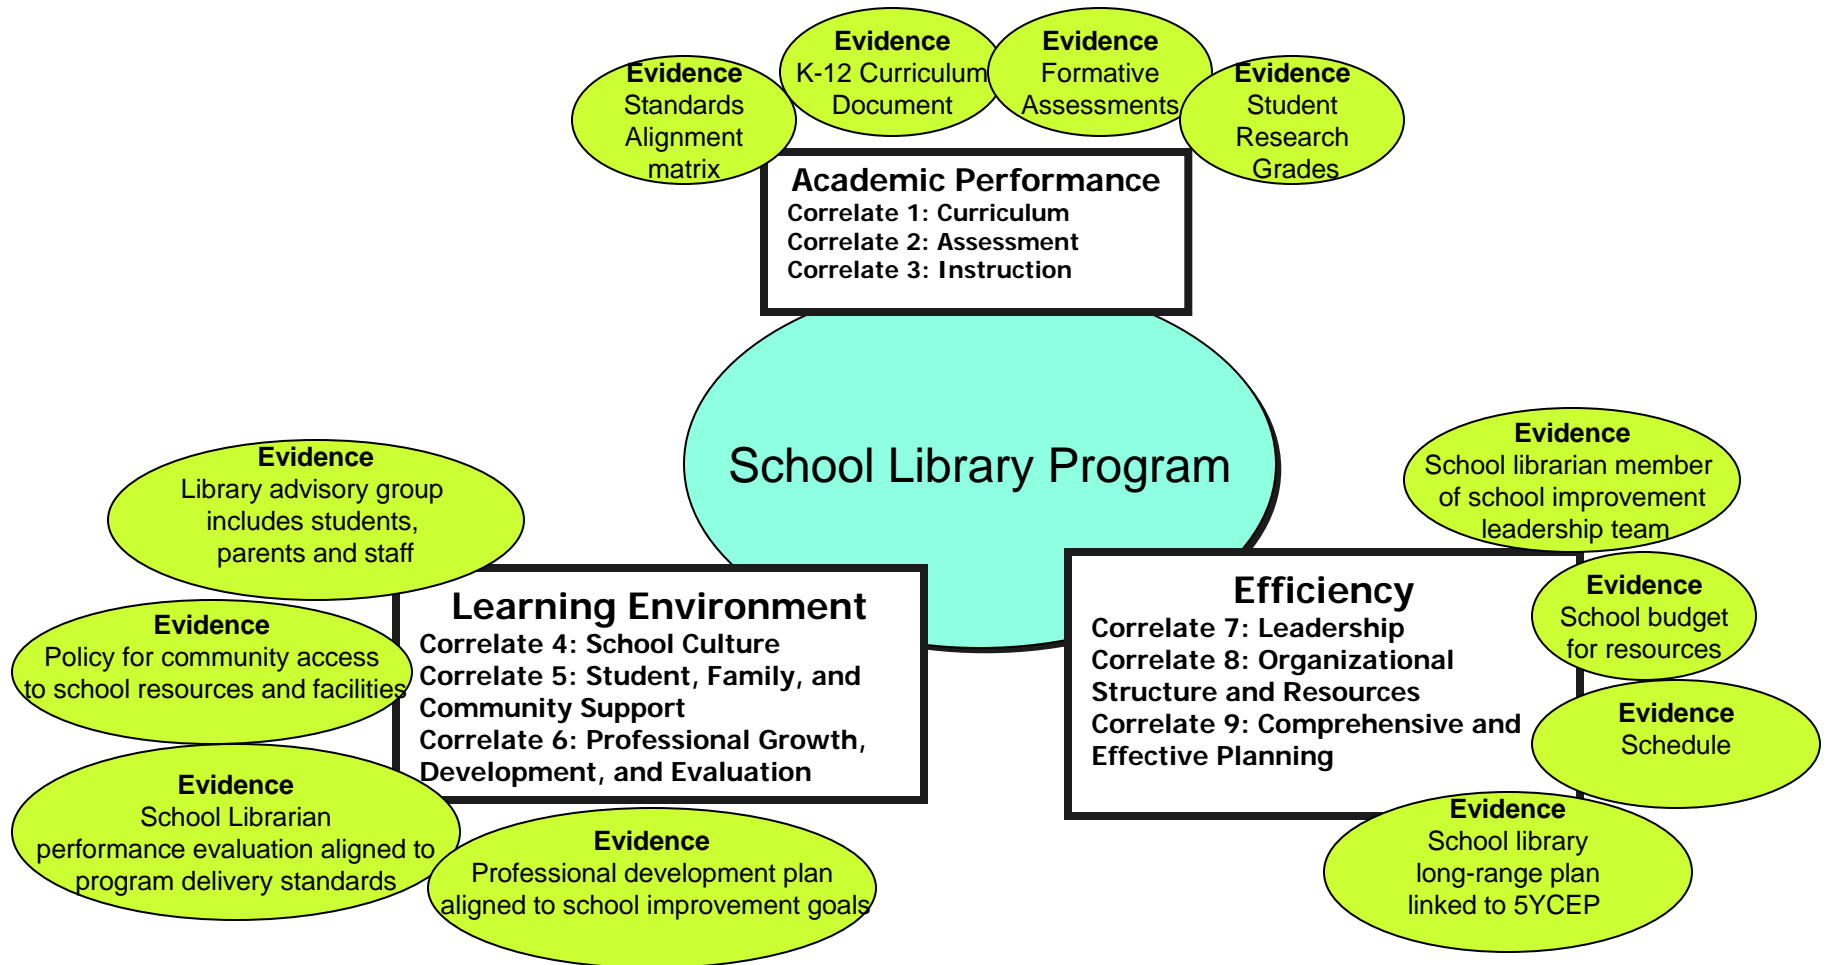 Evidence
Standards
Alignment
matrix
Evidence
K-12 Curriculum
Document
Evidence
Formative
Assessments
Evidence
Student
Research
Grades
Academic Performance
Correlate 1: Curriculum
Correlate 2: Assessment
Correlate 3: Instruction
School Library Program
Evidence
Library advisory group
includes students,
parents and staff
Evidence
Policy for community access
to school resources and facilities
Evidence
School Librarian
performance evaluation aligned to
program delivery standards
Evidence
Professional development plan
aligned to school improvement goals
Learning Environment
Correlate 4: School Culture
Correlate 5: Student, Family, and
Community Support
Correlate 6: Professional Growth,
Development, and Evaluation
Efficiency
Correlate 7: Leadership
Correlate 8: Organizational
Structure and Resources
Correlate 9: Comprehensive and
Effective Planning
Evidence
School librarian member
of school improvement
leadership team
Evidence
School budget
for resources
Evidence
Schedule
Evidence
School library
long-range plan
linked to 5YCEP